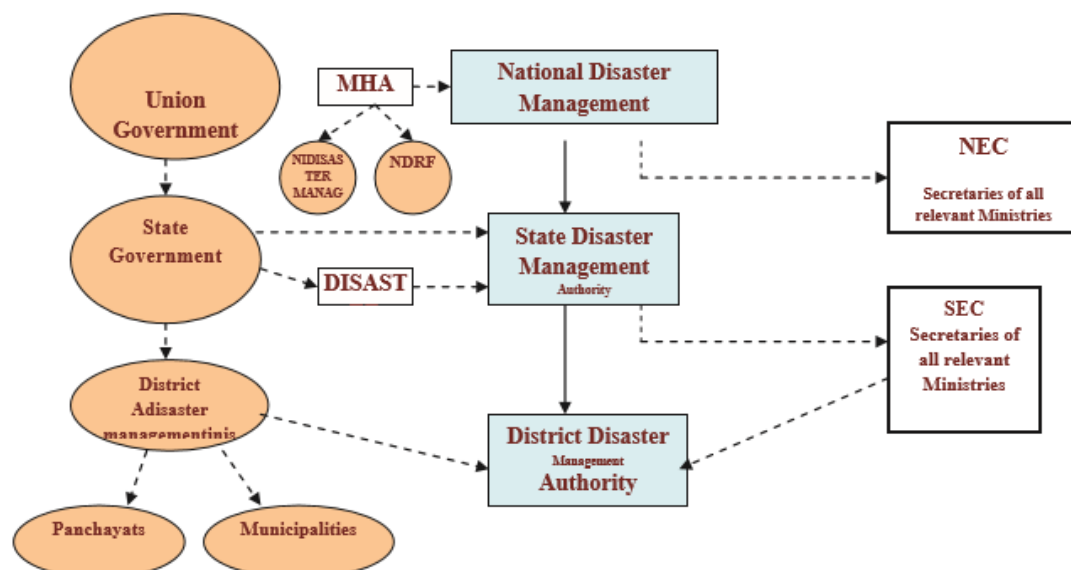 Union
Government
MHA
National Disaster
Management
NIDISAS
TER
MANAG
NDRF
NEC
Secretaries of all
relevant Ministries
State
Government
State Disaster
Management
Authority
DISAST
SEC
Secretaries of
all relevant
Ministries
District
Adisaster
managementinis
District Disaster
Management
Authority
Panchayats
Municipalities